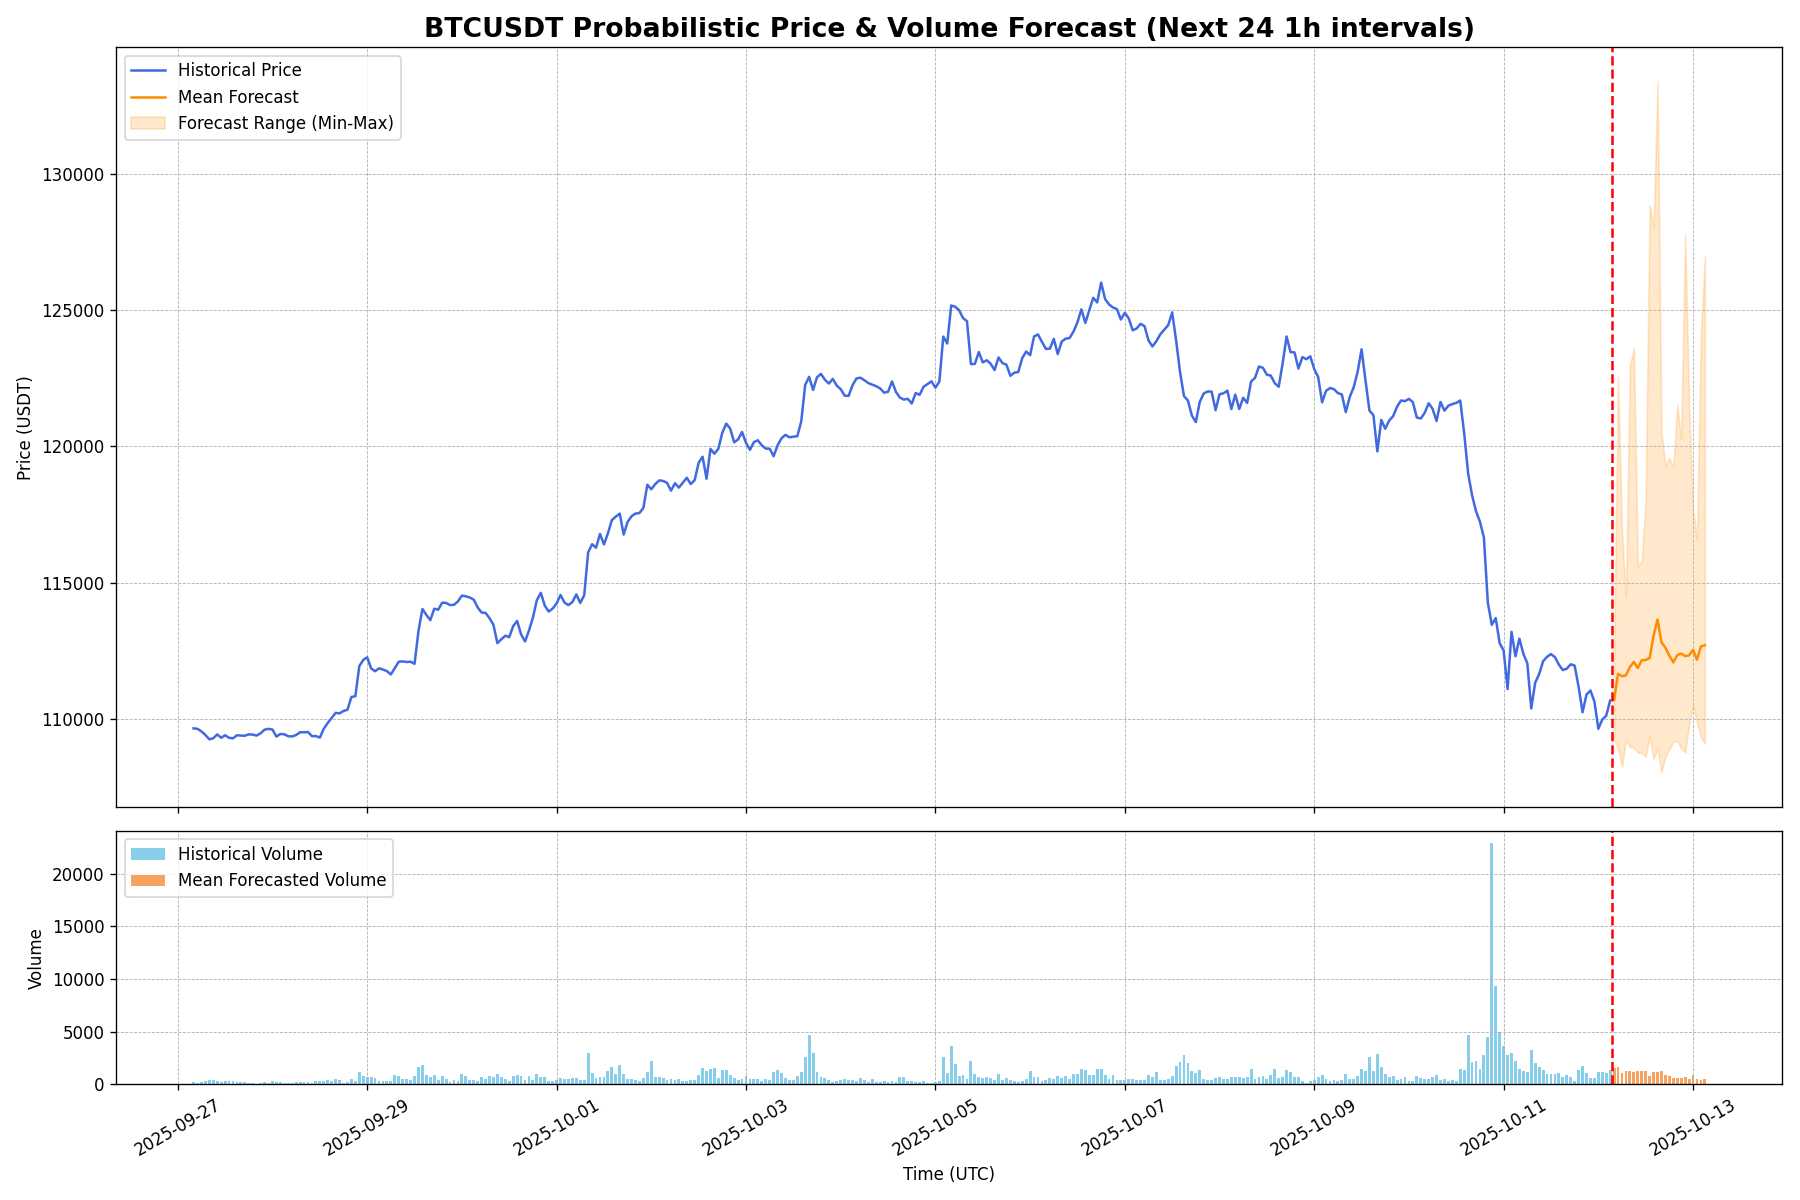 BTCUSDT Probabilistic Price & Volume Forecast (Next 24 1h intervals)
Historical Price
Mean Forecast
Forecast Range (Min-Max)
130000
125000
120000
115000
110000
Price (USDT)
Historical Volume
Mean Forecasted Volume
20000
15000
10000
5000
0
Volume
2025-09-27
2025-09-29
2025-10-01
2025-10-03
2025-10-05
2025-10-07
2025-10-09
2025-10-11
2025-10-13
Time (UTC)